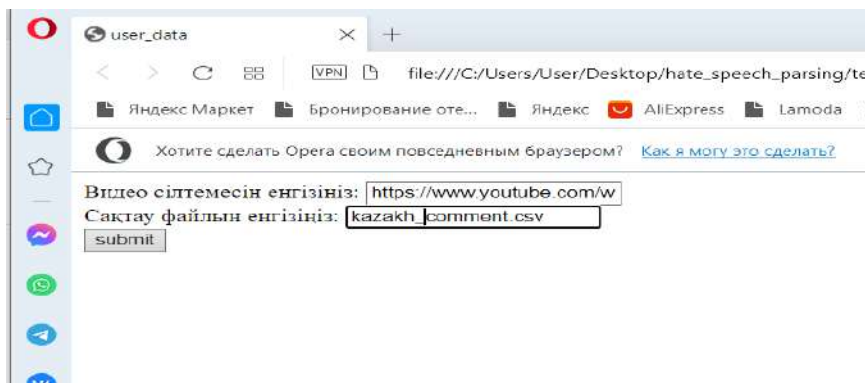 user_data
VPN file:///C:/Users/User/Desktop/hate_speech_parsing/te
Яндекс Маркет Бронирование оте... Яндекс AliExpress Lamoda
Хотите сделать Opera своим повседневным браузером? Как я могу это сделать?
Видео сілтемесін енгізініз: https://www.youtube.com/w
Сақтау файлын енгізіңіз: kazakh_comment.csv
submit